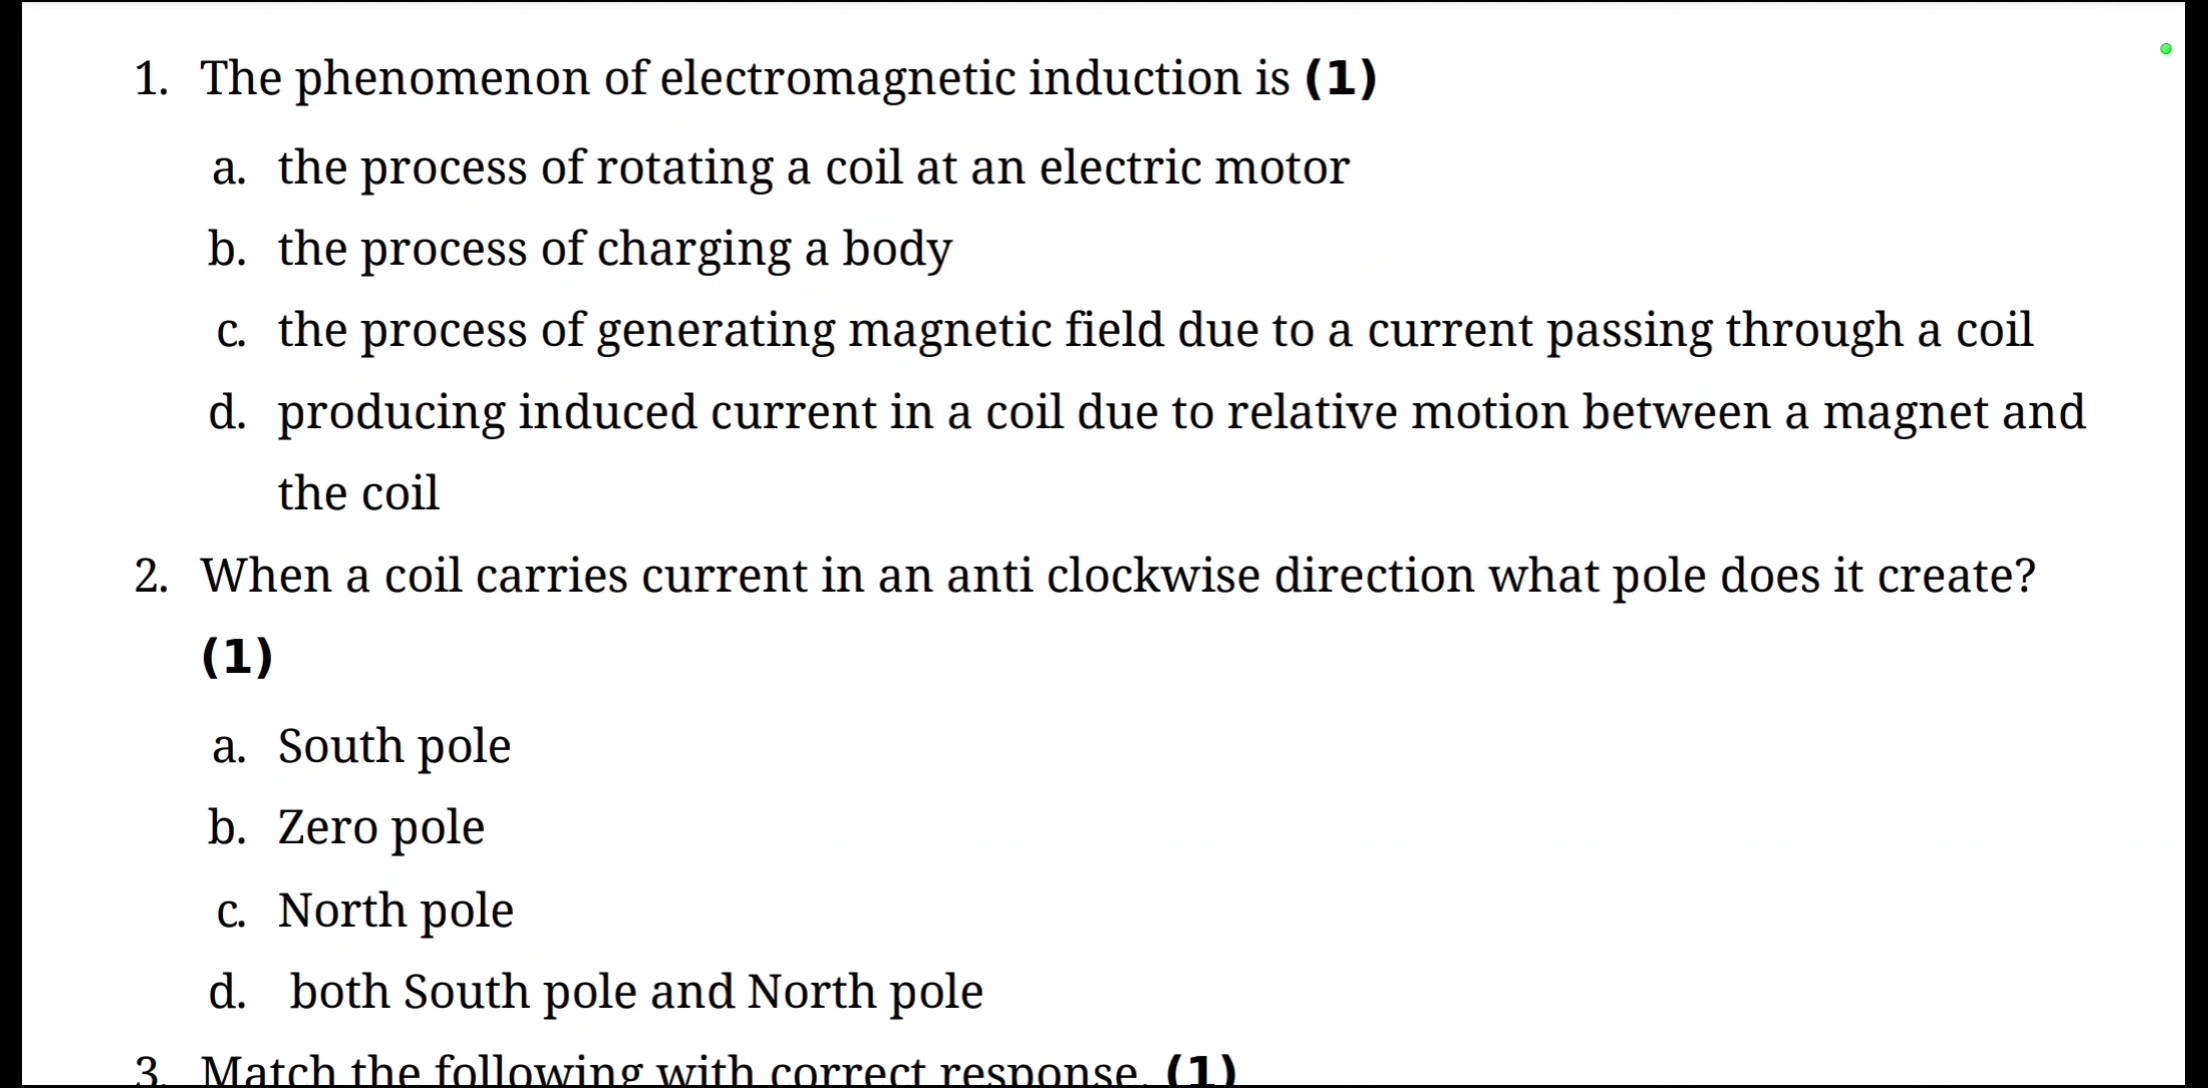 1. The phenomenon of electromagnetic induction is (1)
a. the process of rotating a coil at an electric motor
b. the process of charging a body
c. the process of generating magnetic field due to a current passing through a coil
d. producing induced current in a coil due to relative motion between a magnet and
the coil
2. When a coil carries current in an anti clockwise direction what pole does it create?
(1)
a. South pole
b. Zero pole
c. North pole
d. both South pole and North pole
3. Match the following with correct response. (1)